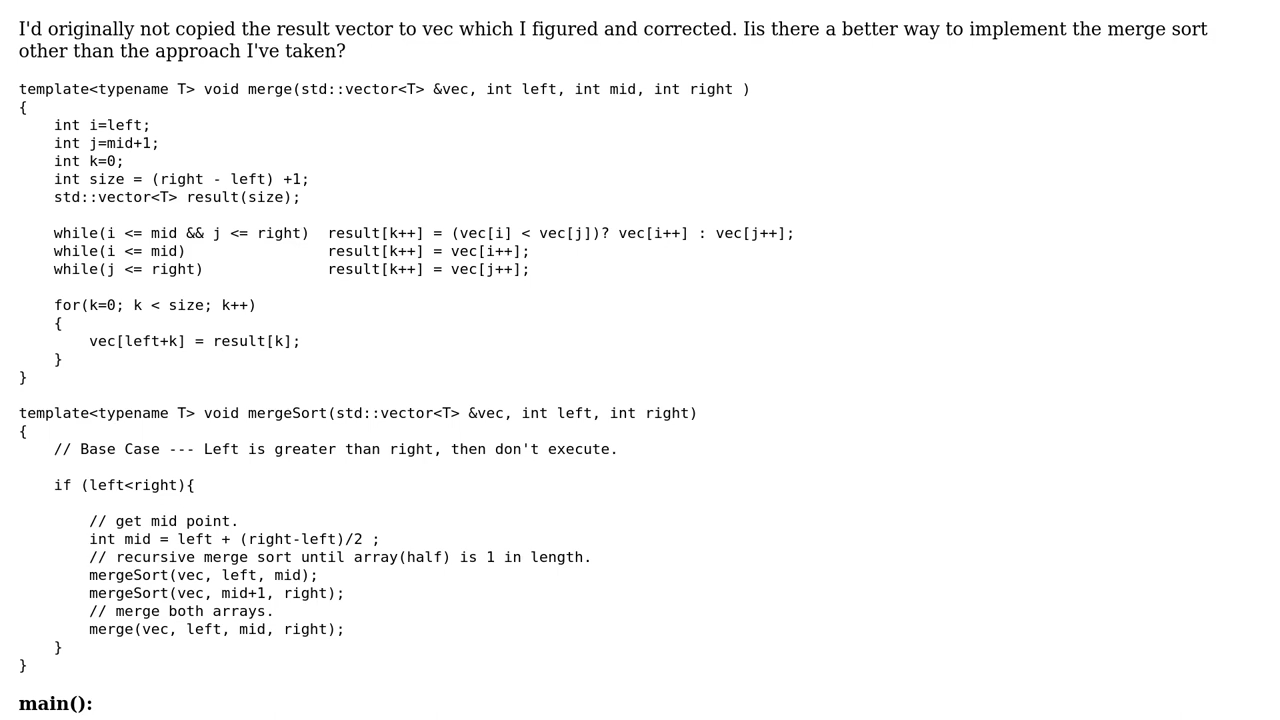 I'd originally not copied the result vector to vec which I figured and corrected. Iis there a better way to implement the merge sort
other than the approach I've taken?
template<typename T> void merge(std::vector<T> &vec, int left, int mid, int right )
{
    int i=left;
    int j=mid+1;
    int k=0;
    int size = (right - left) +1;
    std::vector<T> result(size);

    while(i <= mid && j <= right)  result[k++] = (vec[i] < vec[j])? vec[i++] : vec[j++];
    while(i <= mid)                result[k++] = vec[i++];
    while(j <= right)              result[k++] = vec[j++];

    for(k=0; k < size; k++)
    {
        vec[left+k] = result[k];
    }
}

template<typename T> void mergeSort(std::vector<T> &vec, int left, int right)
{
    // Base Case --- Left is greater than right, then don't execute.

    if (left<right){

        // get mid point.
        int mid = left + (right-left)/2 ;
        // recursive merge sort until array(half) is 1 in length.
        mergeSort(vec, left, mid);
        mergeSort(vec, mid+1, right);
        // merge both arrays.
        merge(vec, left, mid, right);
    }
}
main():